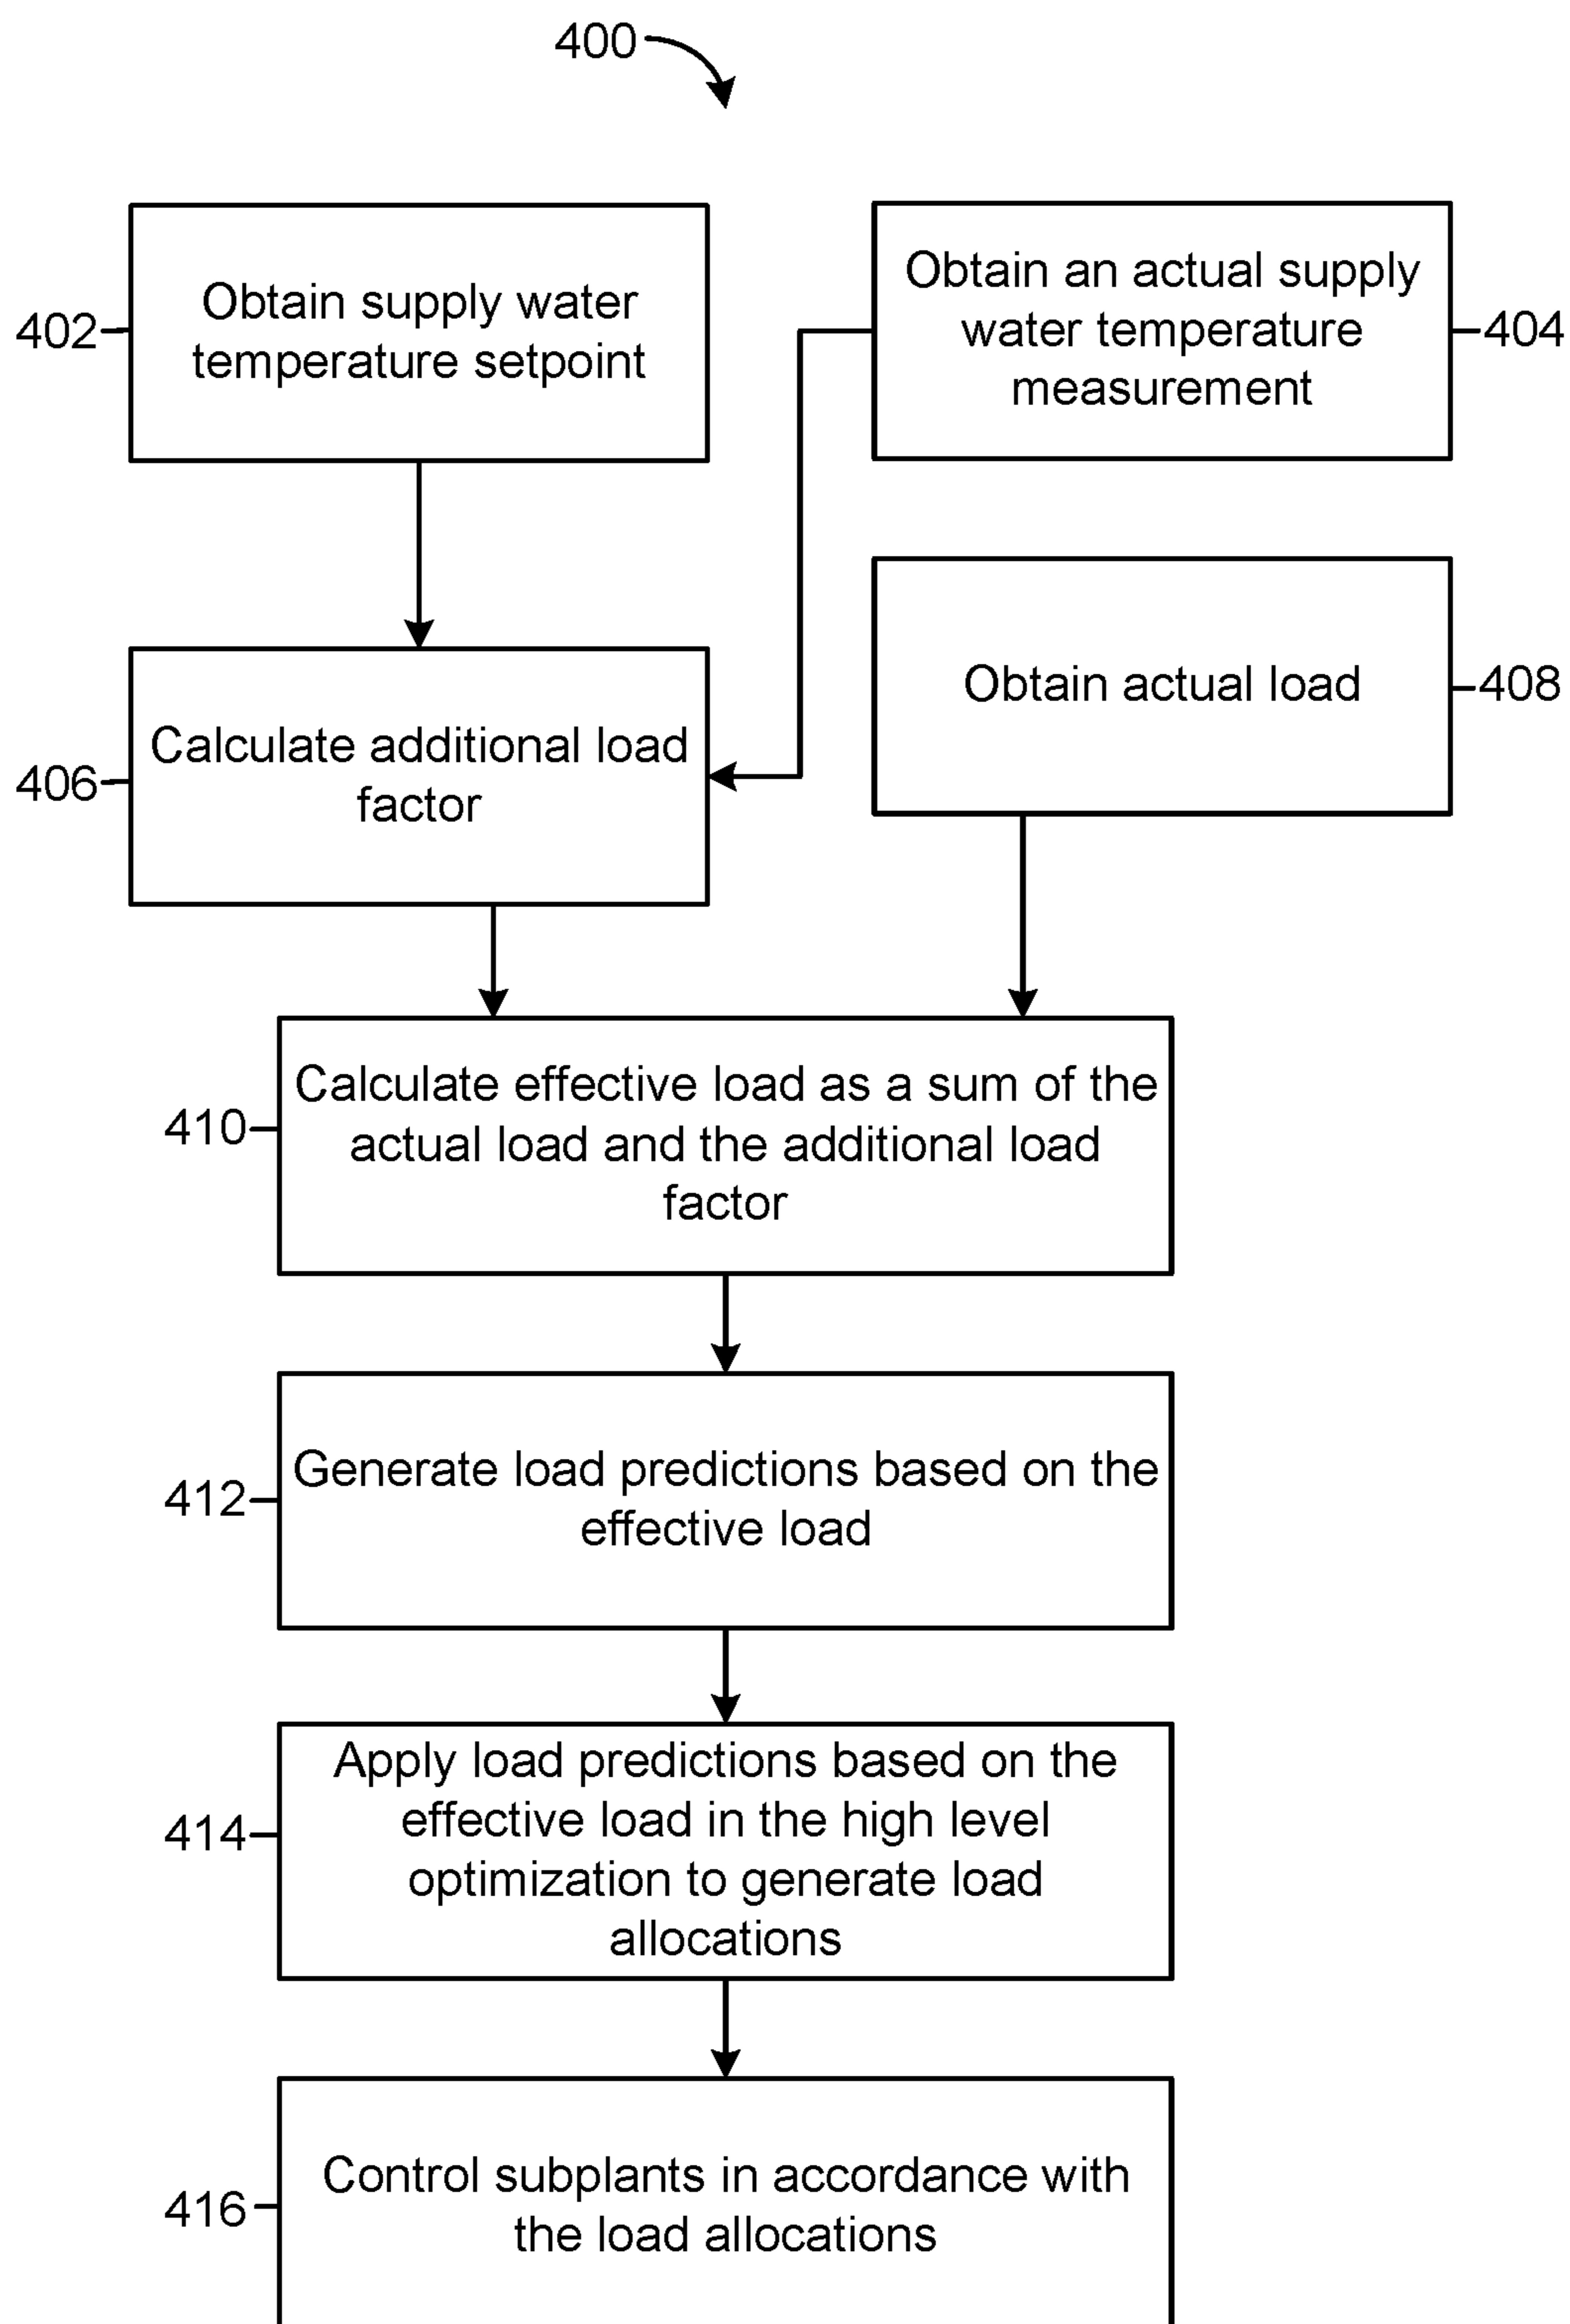 400
402
Obtain supply water
temperature setpoint
Obtain an actual supply
water temperature
measurement
404
406
Calculate additional load
factor
Obtain actual load
408
410
Calculate effective load as a sum of the
actual load and the additional load
factor
412
Generate load predictions based on the
effective load
414
Apply load predictions based on the
effective load in the high level
optimization to generate load
allocations
416
Control subplants in accordance with
the load allocations